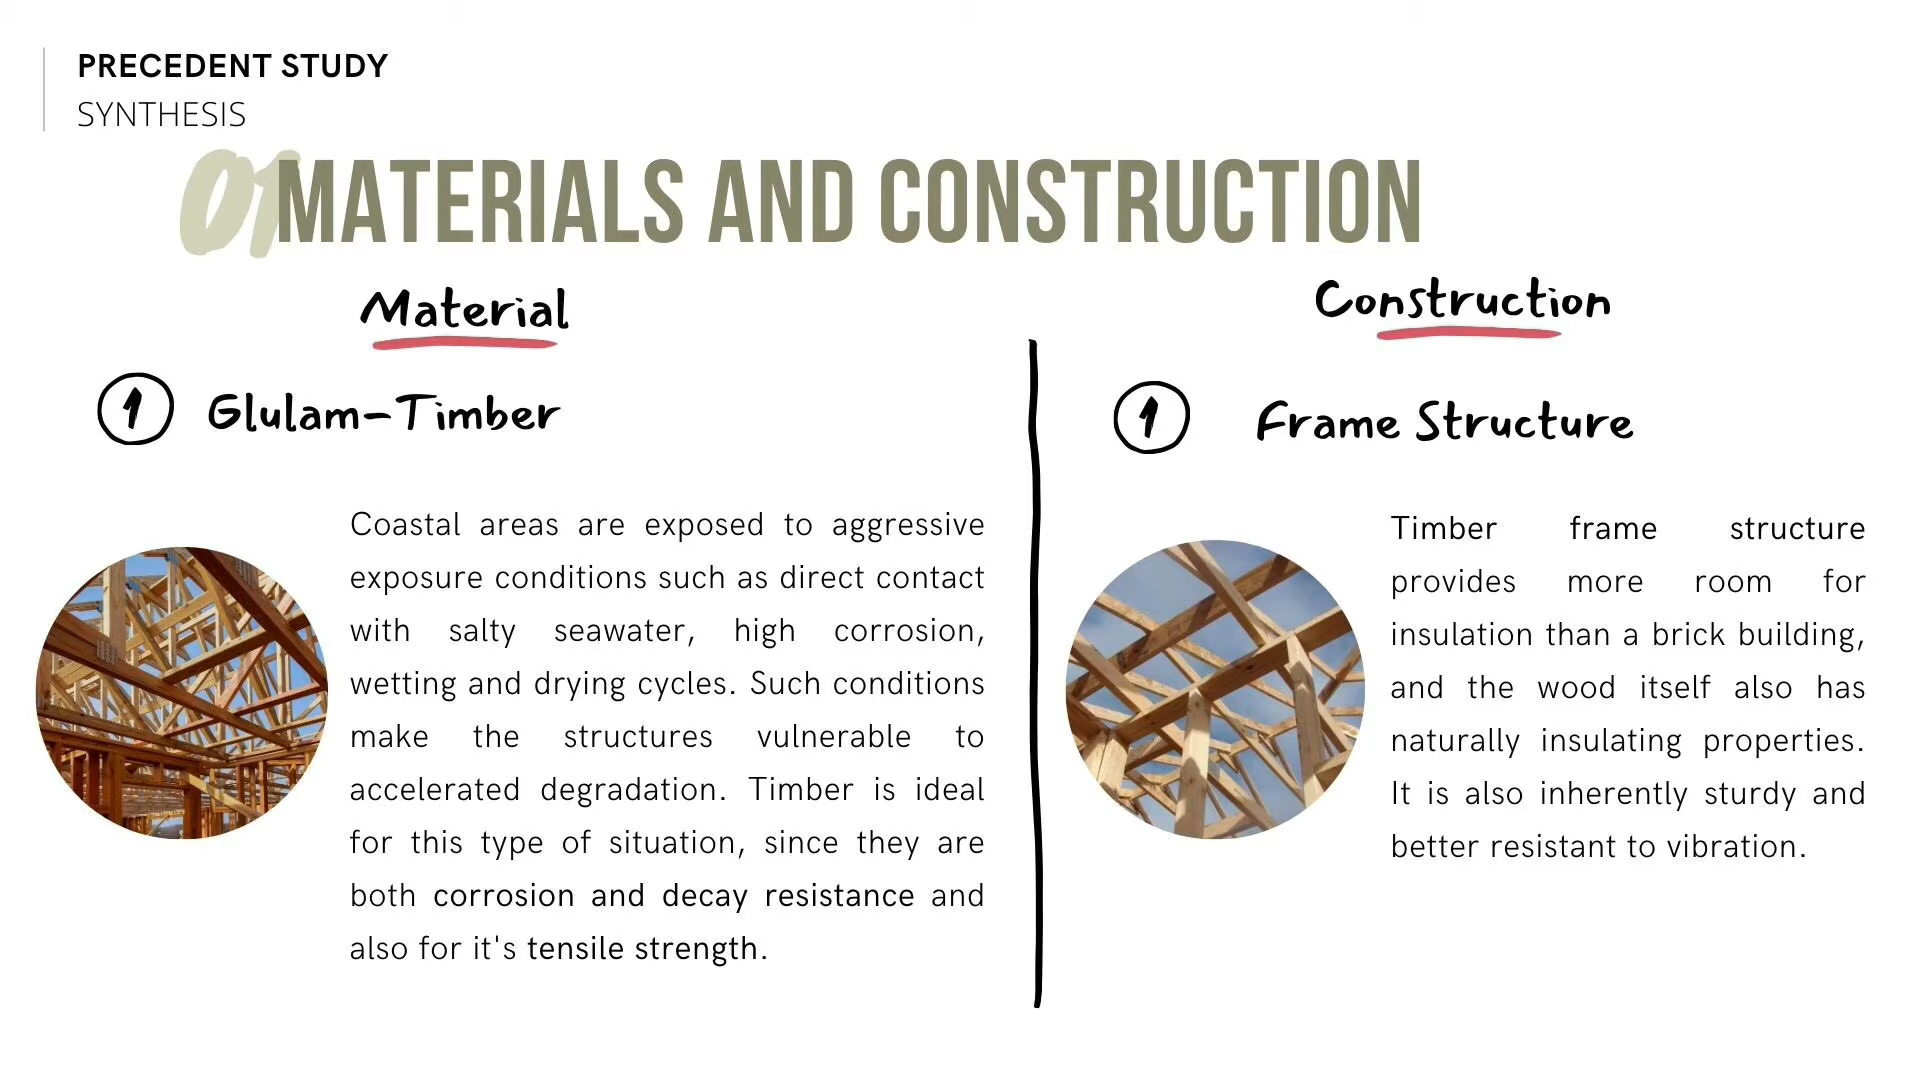 PRECEDENT STUDY
SYNTHESIS
01 MATERIALS AND CONSTRUCTION
Material
1 Glulam-Timber
Coastal areas are exposed to aggressive
exposure conditions such as direct contact
with salty seawater, high corrosion,
wetting and drying cycles. Such conditions
make the structures vulnerable to
accelerated degradation. Timber is ideal
for this type of situation, since they are
both corrosion and decay resistance and
also for it's tensile strength.
Construction
1 Frame Structure
Timber frame structure
provides more room for
insulation than a brick building,
and the wood itself also has
naturally insulating properties.
It is also inherently sturdy and
better resistant to vibration.